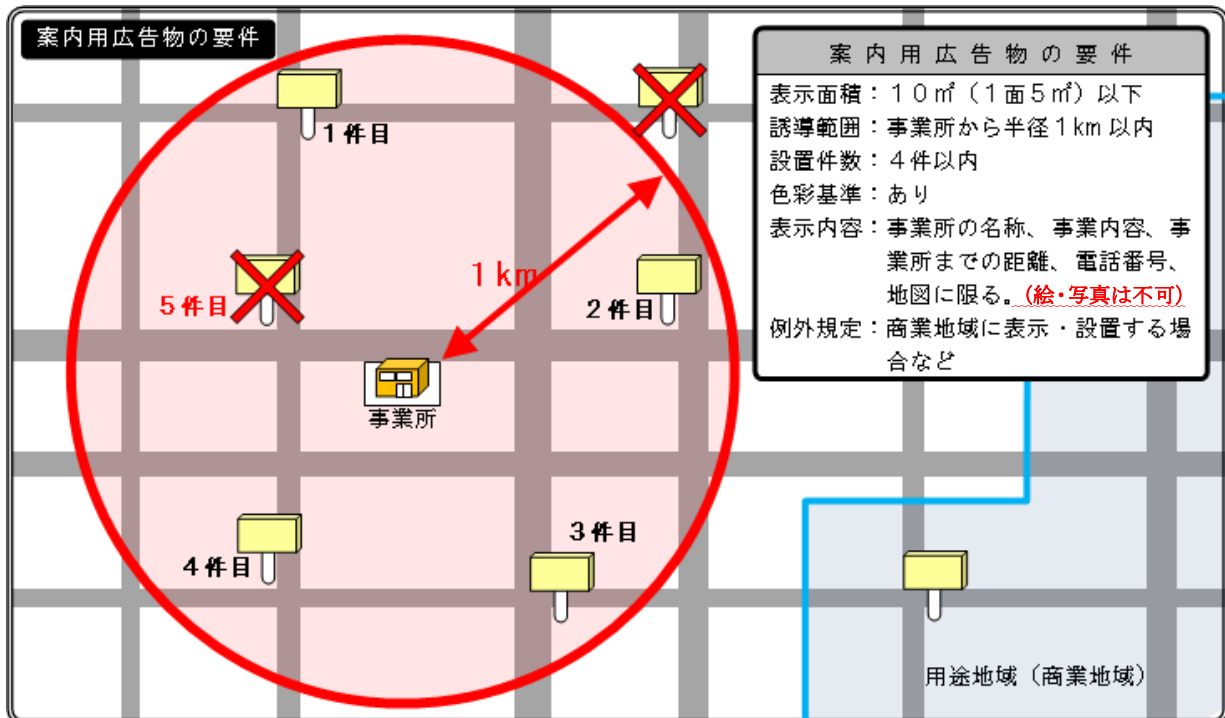 案内用広告物の要件
案内用広告物の要件
表示面積：１０㎡（１面５㎡）以下
誘導範囲：事業所から半径１km 以内
設置件数：４件以内
色彩基準：あり
表示内容：事業所の名称、事業内容、事
業所までの距離、電話番号、
地図に限る。(絵・写真は不可)
例外規定：商業地域に表示・設置する場
合など
１件目
５件目
１km
２件目
事業所
４件目
３件目
用途地域（商業地域）